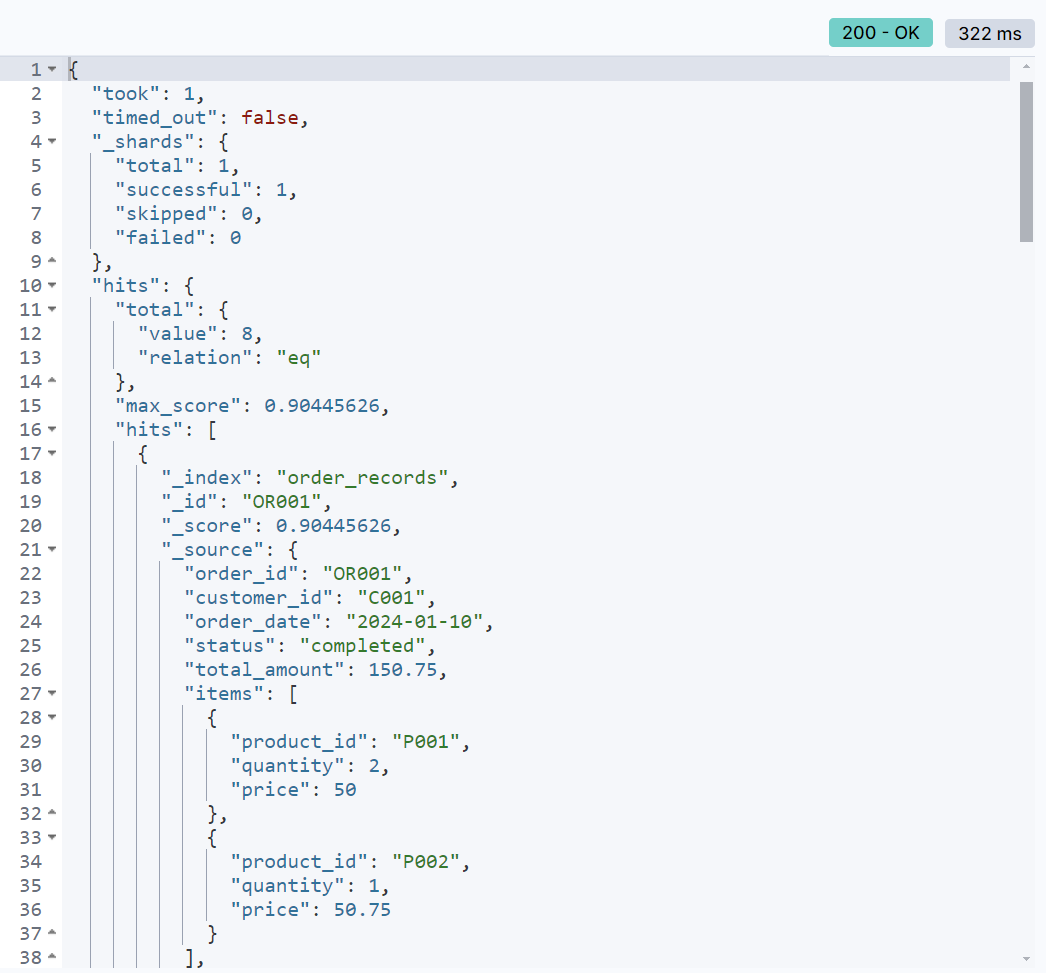 200 - OK 322 ms
1 {
2 "took": 1,
3 "timed_out": false,
4 "_shards": {
5 "total": 1,
6 "successful": 1,
7 "skipped": 0,
8 "failed": 0
9 },
10 "hits": {
11 "total": {
12 "value": 8,
13 "relation": "eq"
14 },
15 "max_score": 0.90445626,
16 "hits": [
17 {
18 "_index": "order_records",
19 "_id": "OR001",
20 "_score": 0.90445626,
21 "_source": {
22 "order_id": "OR001",
23 "customer_id": "C001",
24 "order_date": "2024-01-10",
25 "status": "completed",
26 "total_amount": 150.75,
27 "items": [
28 {
29 "product_id": "P001",
30 "quantity": 2,
31 "price": 50
32 },
33 {
34 "product_id": "P002",
35 "quantity": 1,
36 "price": 50.75
37 }
38 ],